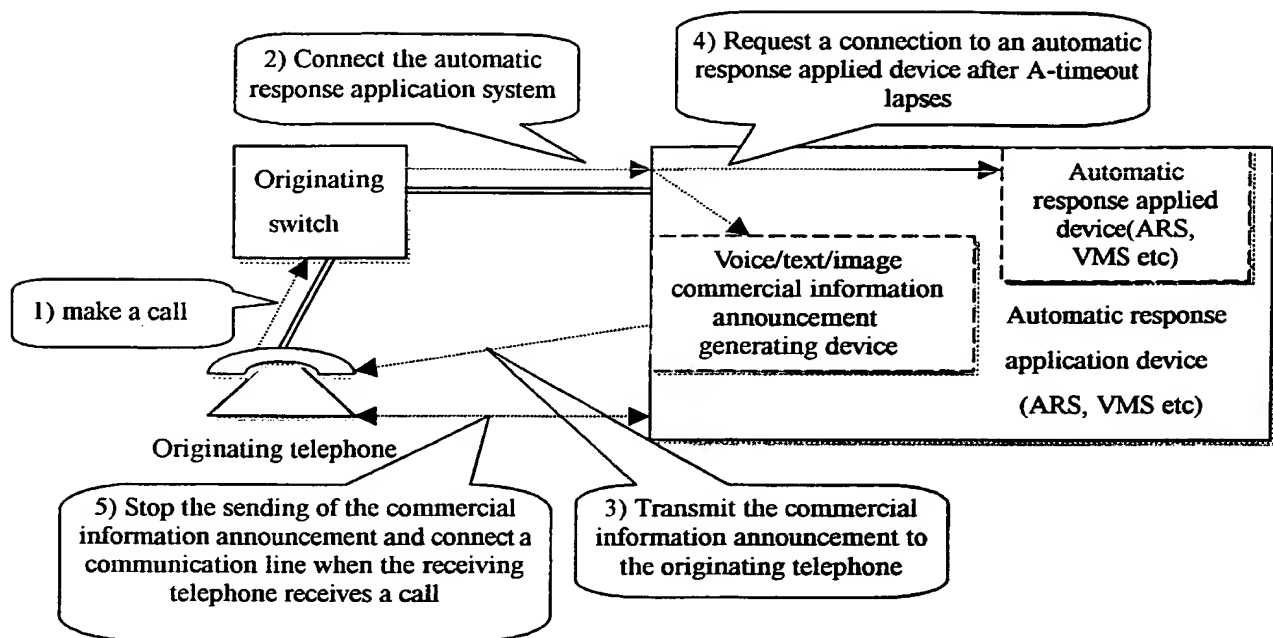 2) Connect the automatic
response application system
4) Request a connection to an automatic
response applied device after A-timeout
lapses
Originating
switch
Automatic
response applied
device(ARS,
VMS etc)
Voice/text/image
commercial information
announcement
generating device
1) make a call
Automatic response
application device
(ARS, VMS etc)
Originating telephone
5) Stop the sending of the commercial
information announcement and connect a
communication line when the receiving
telephone receives a call
3) Transmit the commercial
information announcement to
the originating telephone